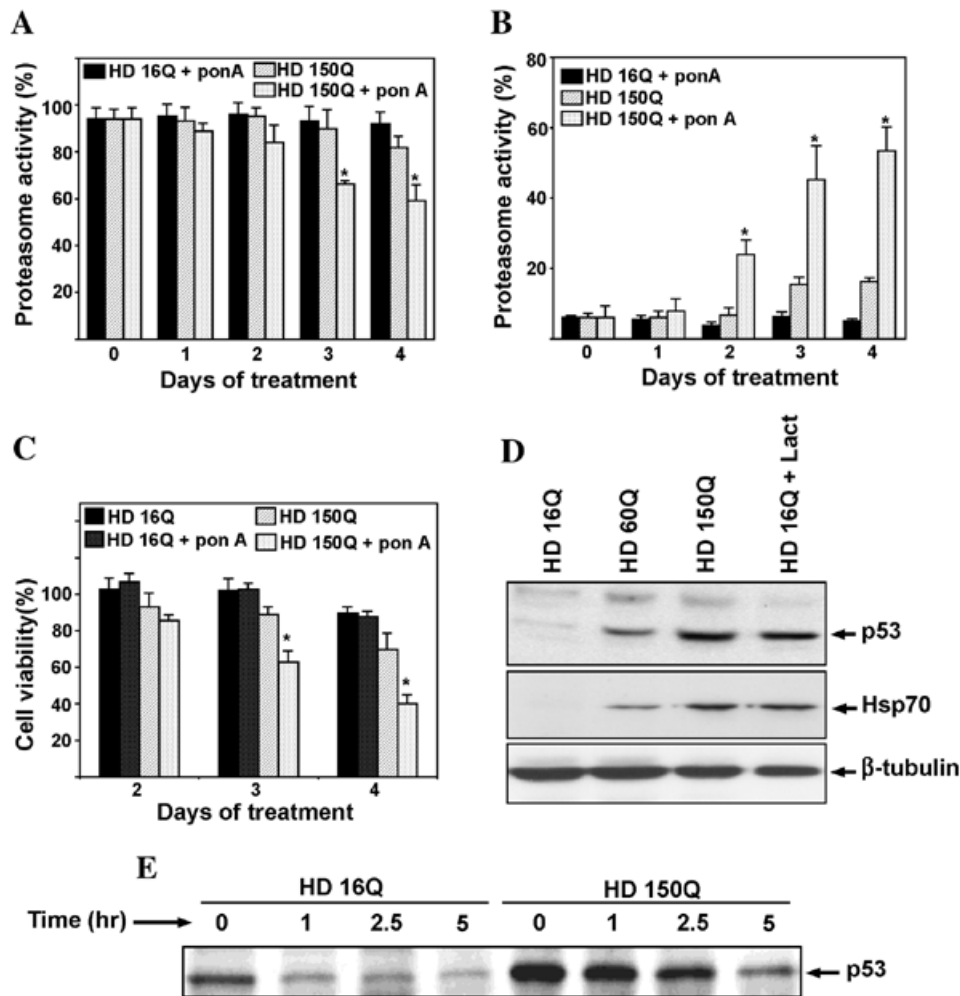 A
HD 16Q + ponA
HD 150Q
HD 150Q + pon A
Proteasome activity (%)
100
80
60
40
20
*
*
0 1 2 3 4
Days of treatment
B
HD 16Q + ponA
HD 150Q
HD 150Q + pon A
Proteasome activity (%)
80
60
40
20
*
*
*
0 1 2 3 4
Days of treatment
C
HD 16Q
HD 150Q
HD 16Q + pon A
HD 150Q + pon A
Cell viability(%)
100
80
60
40
20
*
*
2 3 4
Days of treatment
D
HD 16Q
HD 60Q
HD 150Q
HD 16Q + Lact
p53
Hsp70
β-tubulin
E
HD 16Q HD 150Q
Time (hr) 0 1 2.5 5 0 1 2.5 5
p53